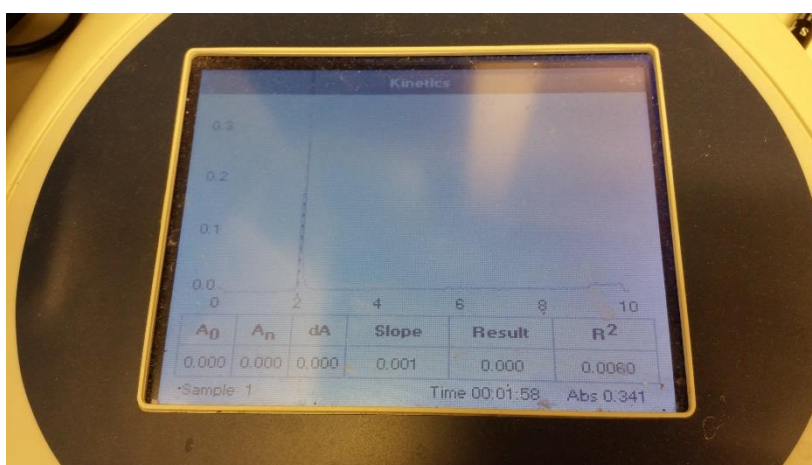 Kinetics
0.3
0.2
0.1
0.0
0 2 4 6 8 10
A0 An dA Slope Result R2
0.000 0.000 0.000 0.001 0.000 0.0060
Sample 1 Time 00:01:58 Abs 0.341
S